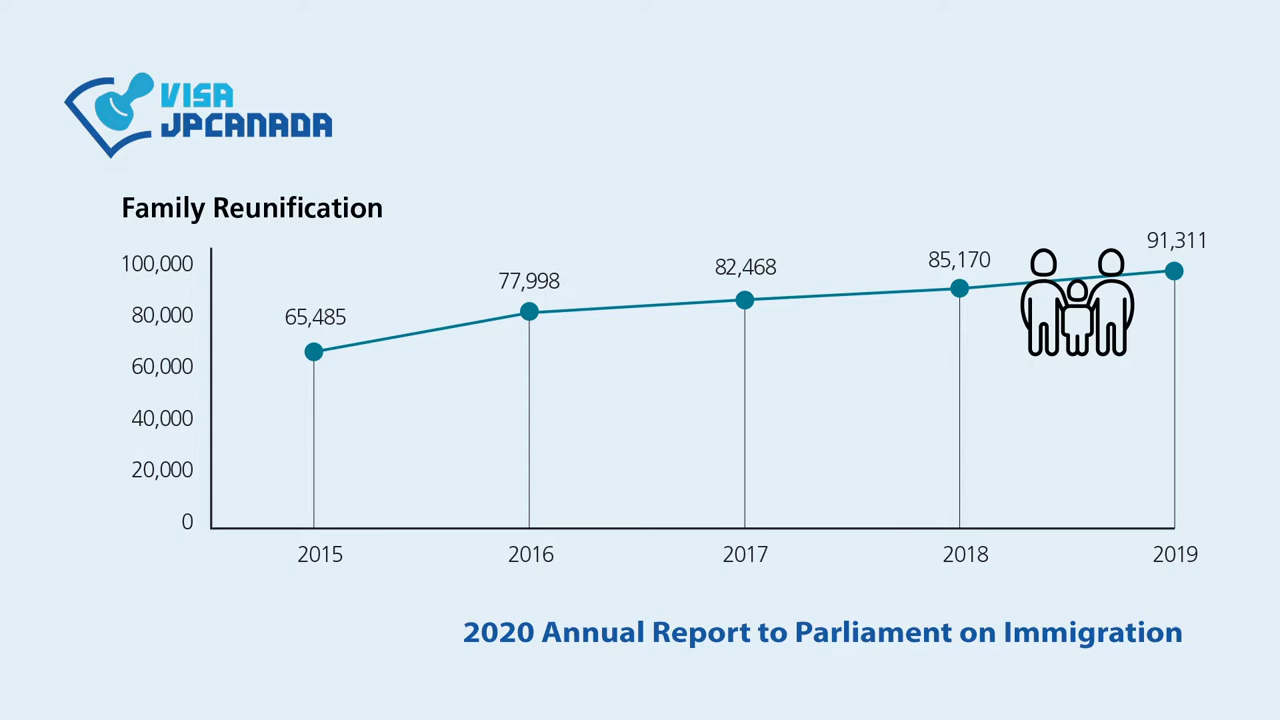 VISA
JPCANADA
Family Reunification
91,311
85,170
82,468
77,998
65,485
100,000
80,000
60,000
40,000
20,000
0
2015 2016 2017 2018 2019
2020 Annual Report to Parliament on Immigration